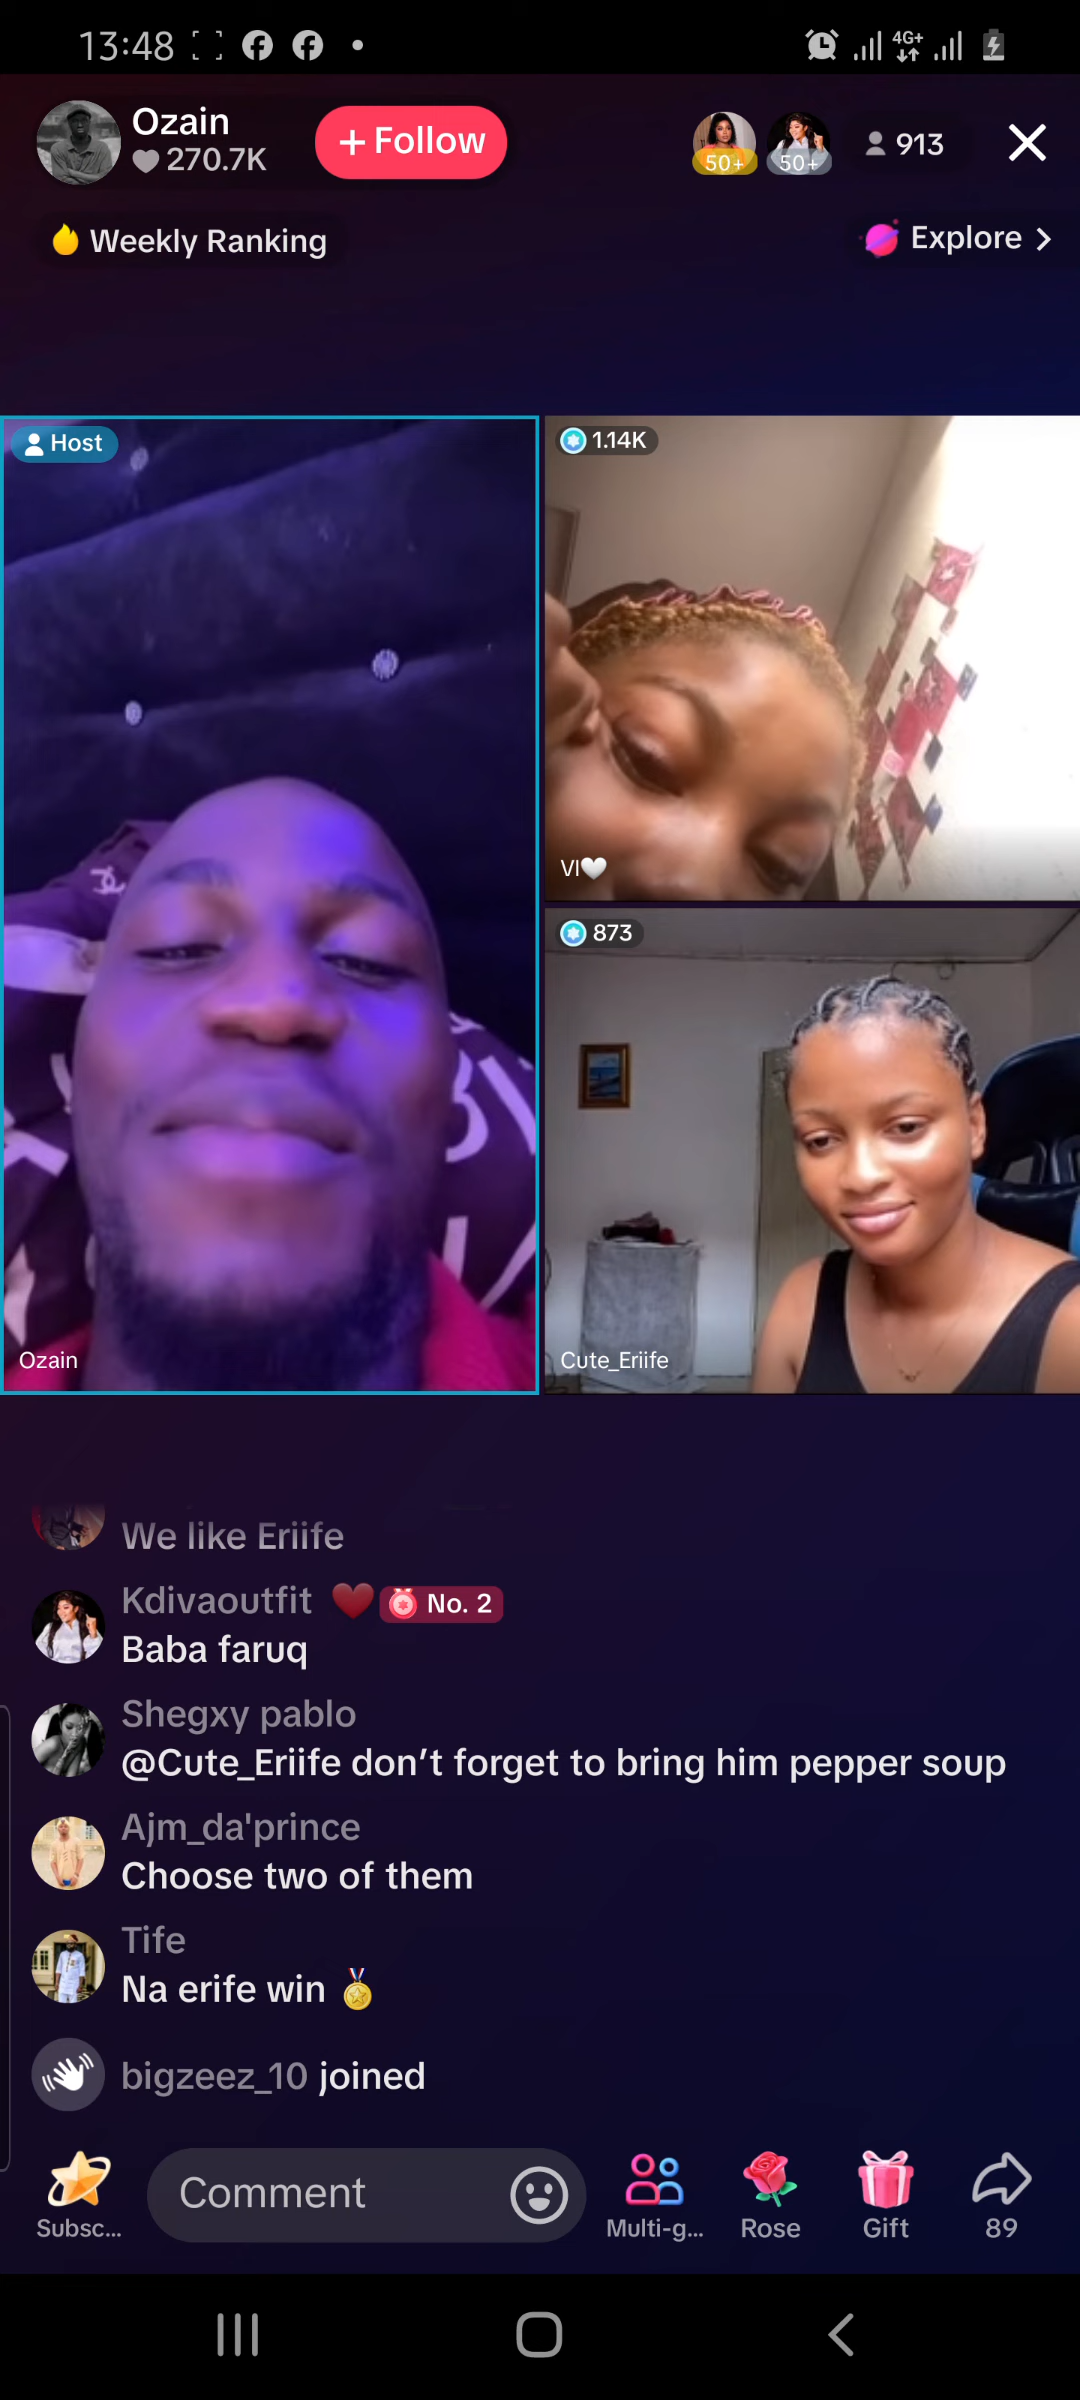 13:48
4G+
Ozain
270.7K
+ Follow
50+
50+
913
Weekly Ranking
Explore >
Host
1.14K
VI🤍
873
Ozain
Cute_Eriife
We like Eriife
Kdivaoutfit ❤️ No. 2
Baba faruq
Shegxy pablo
@Cute_Eriife don’t forget to bring him pepper soup
Ajm_da'prince
Choose two of them
Tife
Na erife win 🏅
bigzeez_10 joined
Comment
Subsc...
Multi-g...
Rose
Gift
89